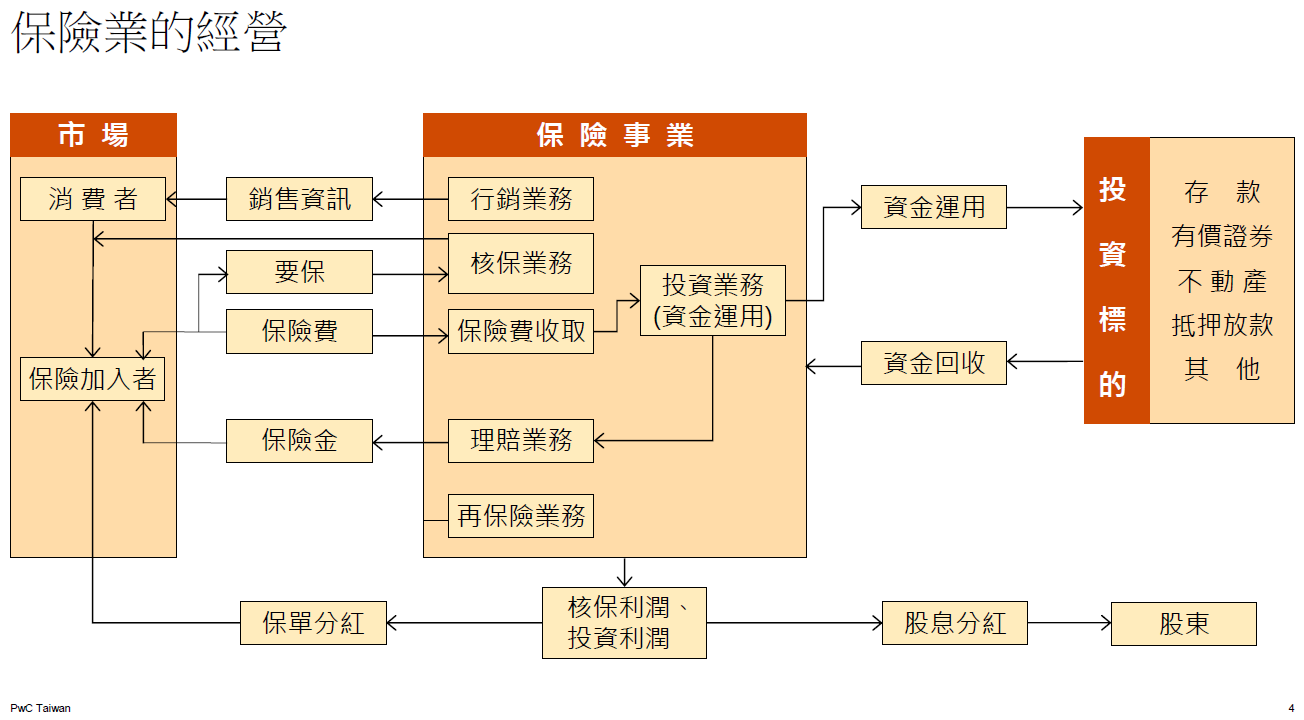 保險業的經營
市場
保險事業
消費者
銷售資訊
行銷業務
核保業務
要保
保險費
保險費收取
投資業務
(資金運用)
保險加入者
保險金
理賠業務
再保險業務
資金運用
資金回收
投資標的
存款
有價證券
不動產
抵押放款
其他
保單分紅
核保利潤、
投資利潤
股息分紅
股東
PwC Taiwan
4